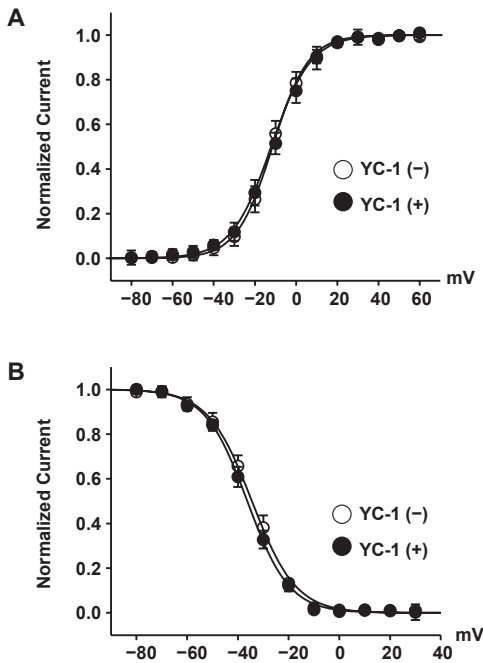 A
Normalized Current
1.0
0.8
0.6
0.4
0.2
0.0
YC-1 (−)
YC-1 (+)
−80 −60 −40 −20 0 20 40 60
mV
B
Normalized Current
1.0
0.8
0.6
0.4
0.2
0.0
YC-1 (−)
YC-1 (+)
−80 −60 −40 −20 0 20 40
mV